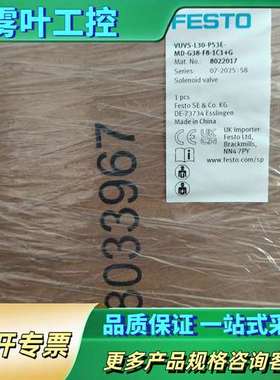 雾叶工控
FESTO
VUVS-L30-P53E-
MD-G38-F8-1C1+G
Mat. No.: 8022017
Series 07-2025:S8
Solenoid valve
1 pcs
Festo SE & Co. KG
DE-73734 Esslingen
Made in China
UK Importer:
Festo Ltd,
Brackmills,
NN4 7PY
www.festo.com/sp
8033967
开专票
品质保证 一站式采
更多产品规格咨询客服